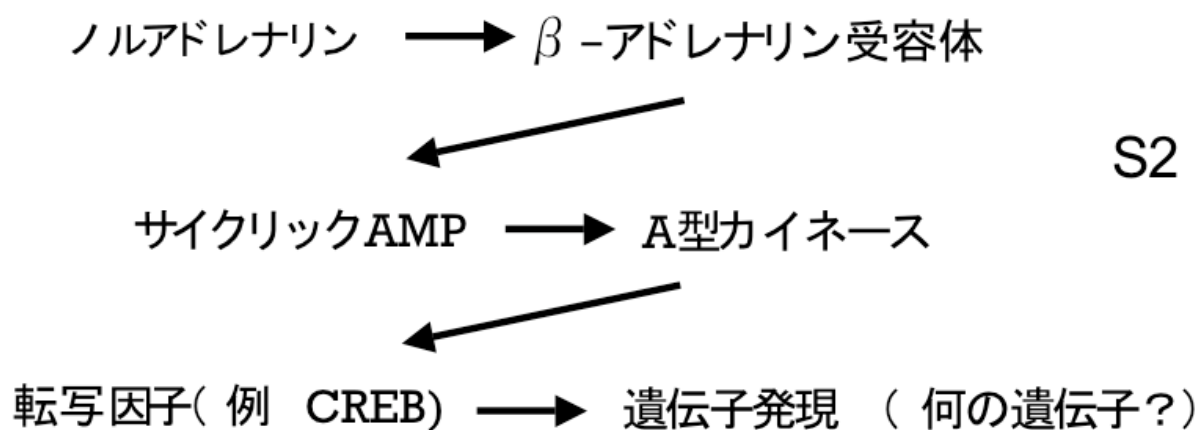 ノルアドレナリン → β-アドレナリン受容体
S2
サイクリックAMP → A型カイネース
転写因子( 例 CREB) → 遺伝子発現 ( 何の遺伝子?)